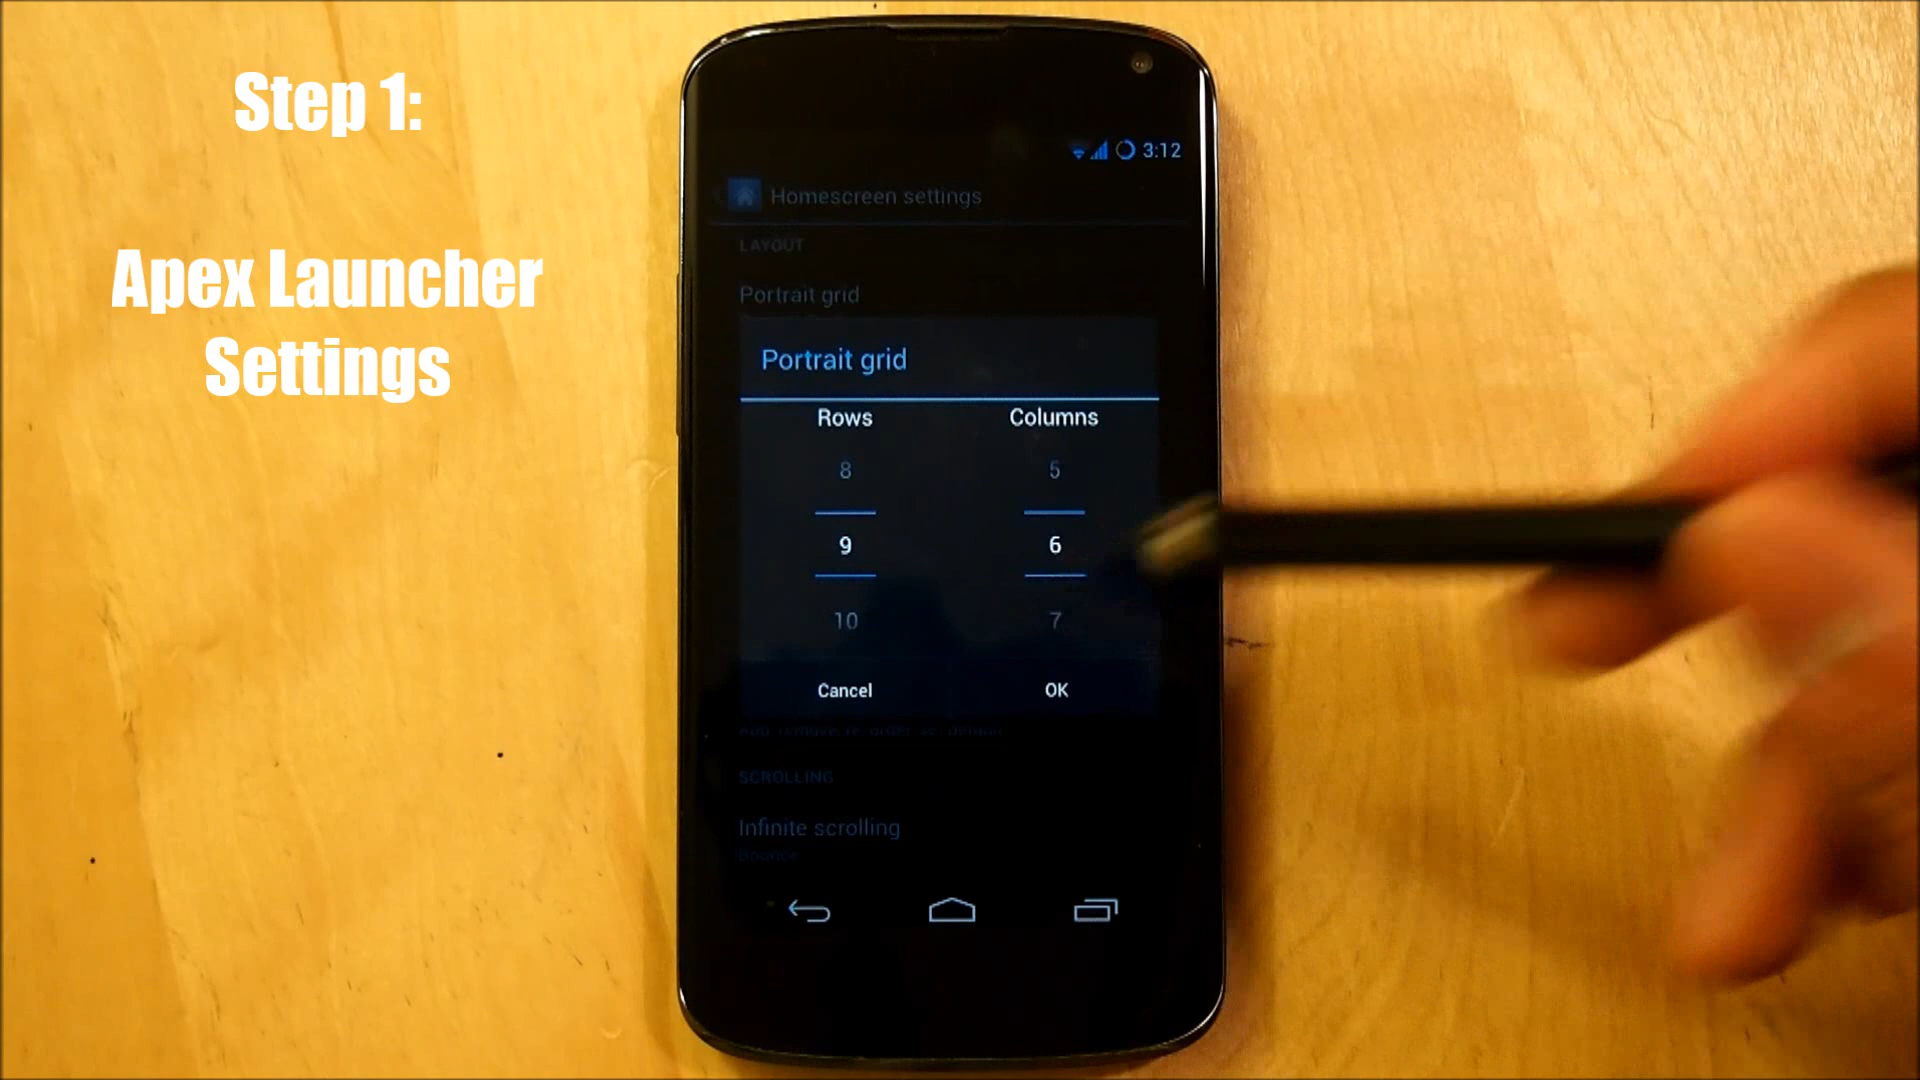 Step 1:
Apex Launcher
Settings
3:12
Homescreen settings
LAYOUT
Portrait grid
Portrait grid
Rows Columns
8 5
9 6
10 7
Cancel OK
SCROLLING
Infinite scrolling
Bounce